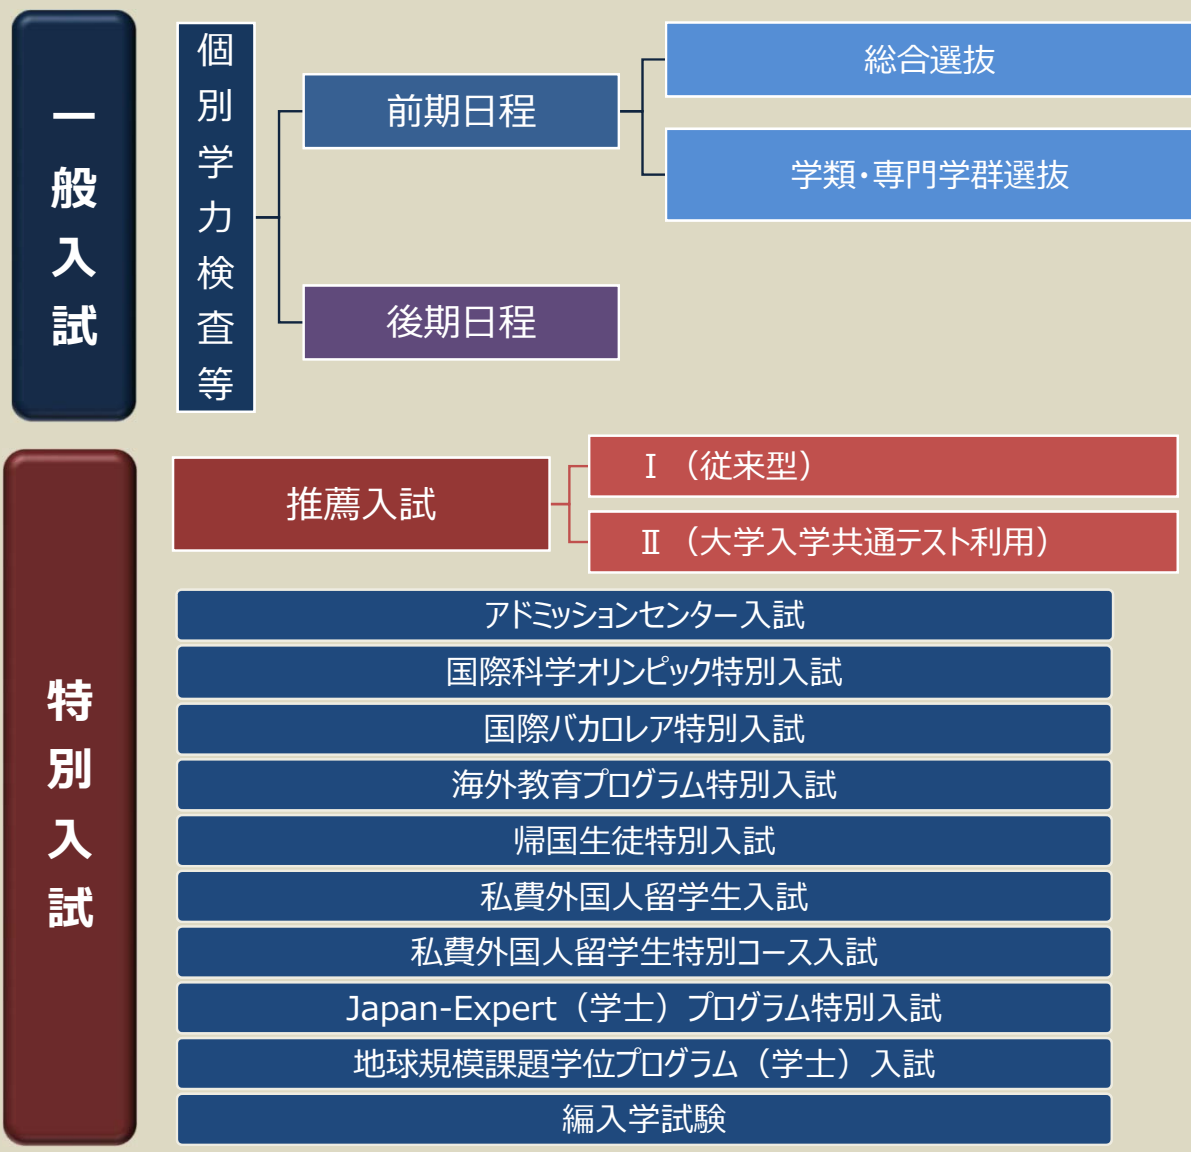 一般入試
個別学力検査等
前期日程
総合選抜
学類・専門学群選抜
後期日程
特別入試
推薦入試
Ⅰ（従来型）
Ⅱ（大学入学共通テスト利用）
アドミッションセンター入試
国際科学オリンピック特別入試
国際バカロレア特別入試
海外教育プログラム特別入試
帰国生徒特別入試
私費外国人留学生入試
私費外国人留学生特別コース入試
Japan-Expert（学士）プログラム特別入試
地球規模課題学位プログラム（学士）入試
編入学試験